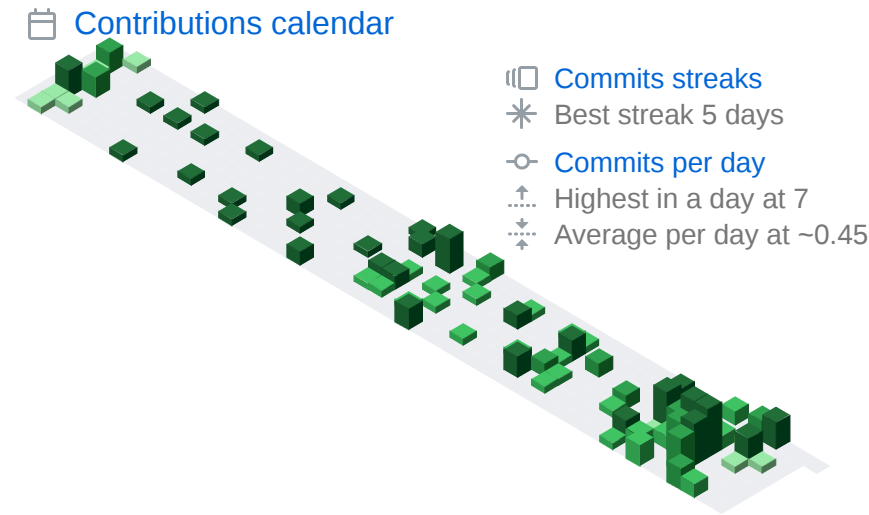 Contributions calendar
Commits streaks
Best streak 5 days
Commits per day
Highest in a day at 7
Average per day at ~0.45